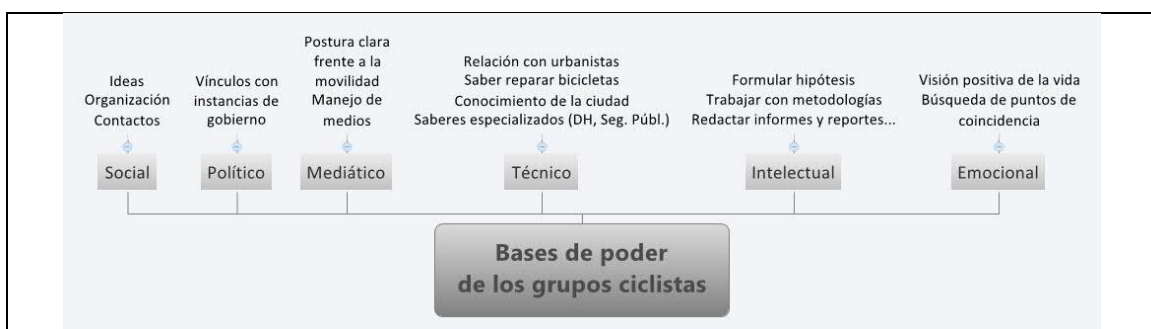 Ideas
Organización
Contactos
Social
Vínculos con
instancias de
gobierno
Político
Postura clara
frente a la
movilidad
Manejo de
medios
Mediático
Relación con urbanistas
Saber reparar bicicletas
Conocimiento de la ciudad
Saberes especializados (DH, Seg. Públ.)
Técnico
Formular hipótesis
Trabajar con metodologías
Redactar informes y reportes...
Intelectual
Visión positiva de la vida
Búsqueda de puntos de
coincidencia
Emocional
Bases de poder
de los grupos ciclistas